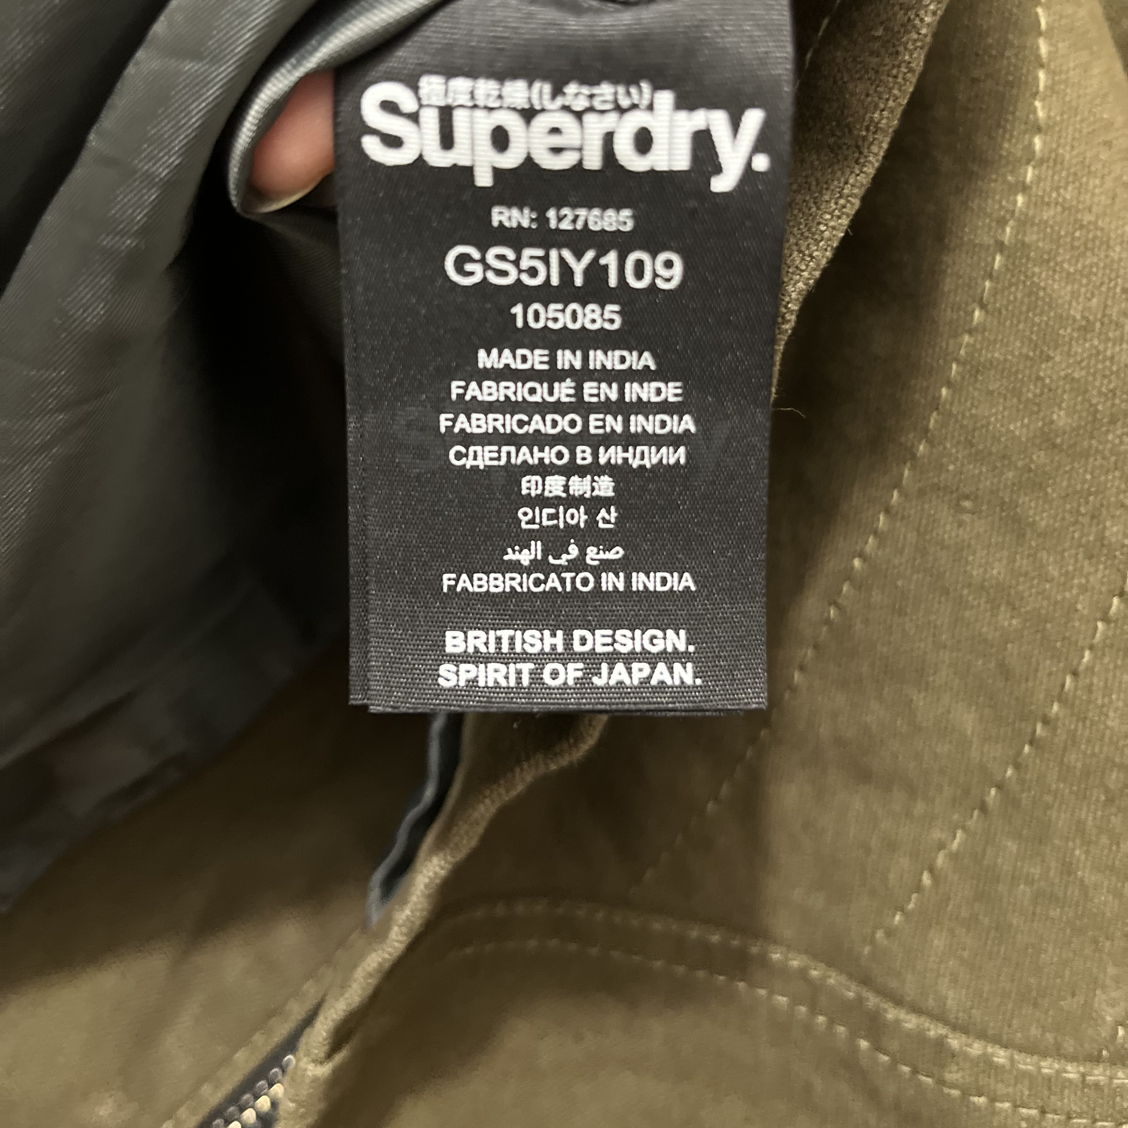 極度乾燥(しなさい)
Superdry.
RN: 127685
GS5IY109
105085
MADE IN INDIA
FABRIQUÉ EN INDE
FABRICADO EN INDIA
СДЕЛАНО В ИНДИИ
印度制造
인디아 산
صنع في الهند
FABBRICATO IN INDIA
BRITISH DESIGN.
SPIRIT OF JAPAN.